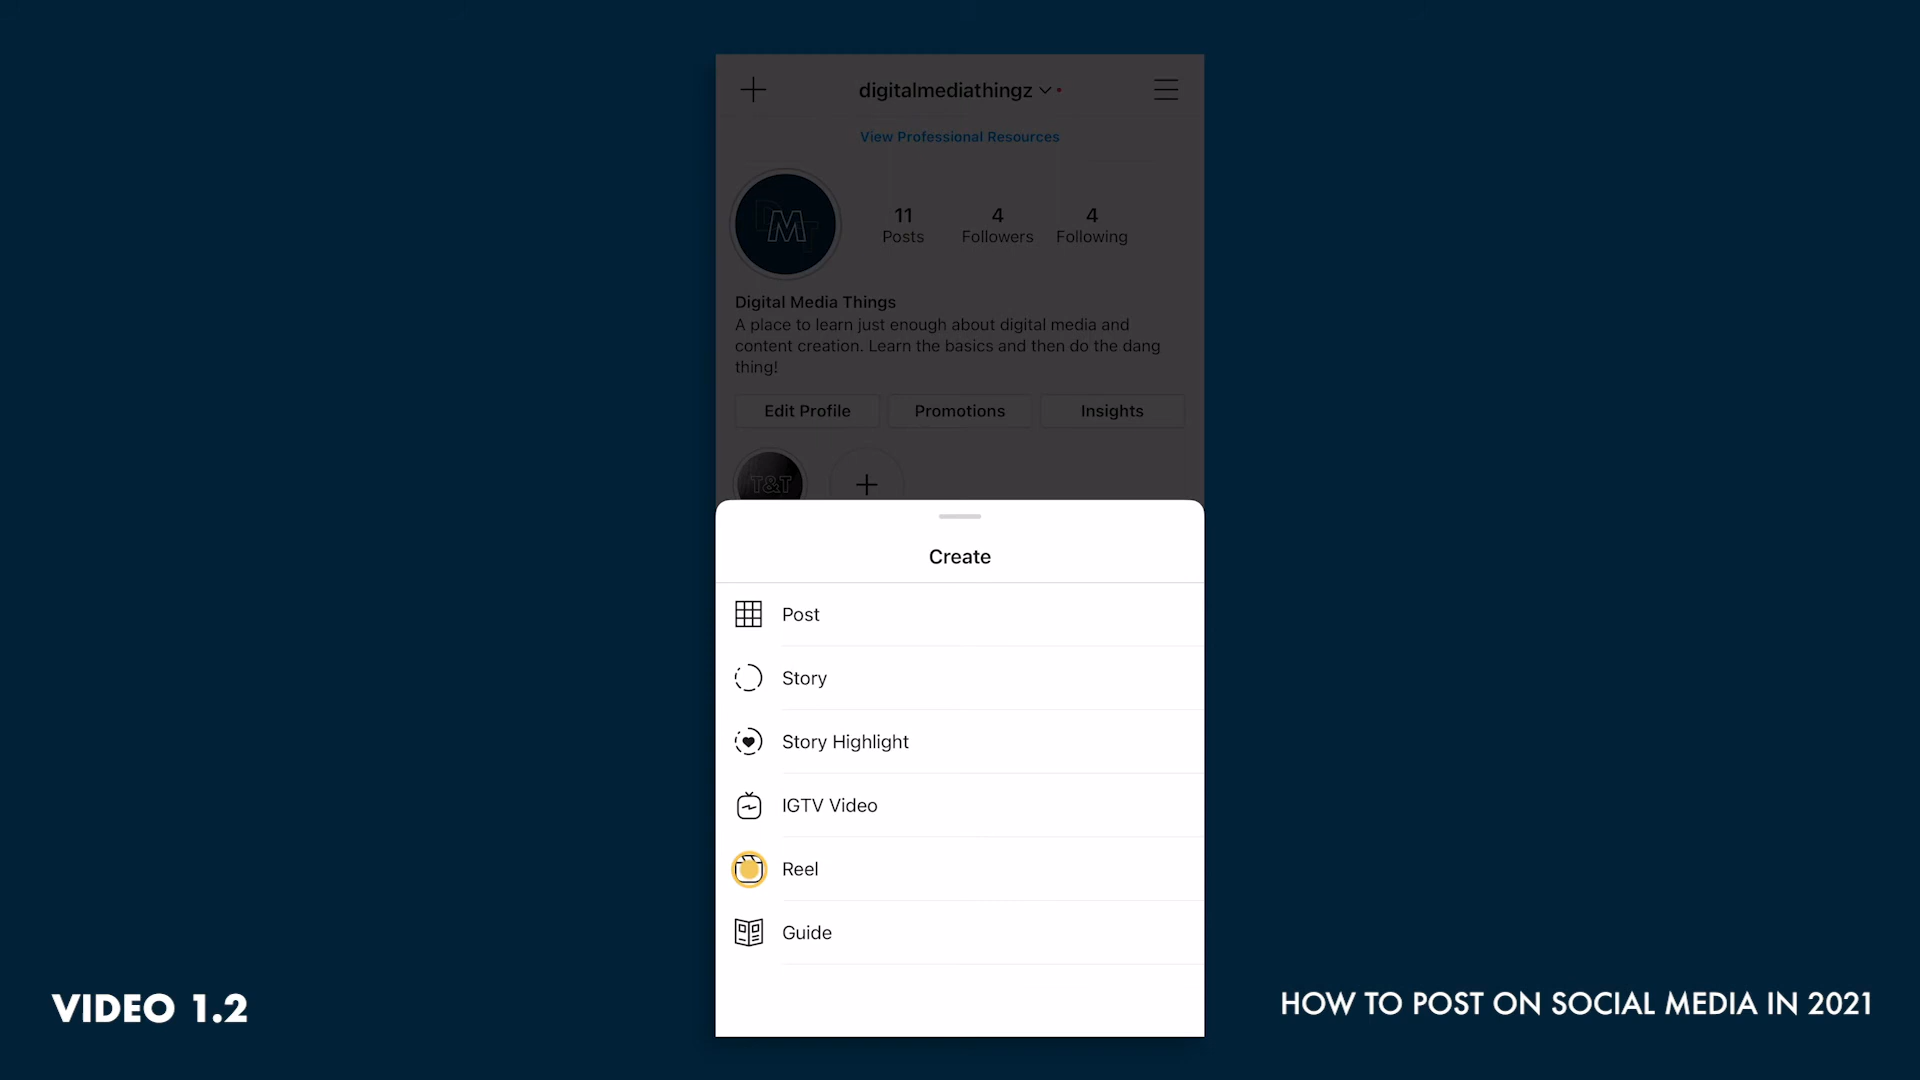 digitalmediathingz
View Professional Resources
DMT
11
Posts
4
Followers
4
Following
Digital Media Things
A place to learn just enough about digital media and
content creation. Learn the basics and then do the dang
thing!
Edit Profile
Promotions
Insights
T&T
Create
Post
Story
Story Highlight
IGTV Video
Reel
Guide
VIDEO 1.2
HOW TO POST ON SOCIAL MEDIA IN 2021